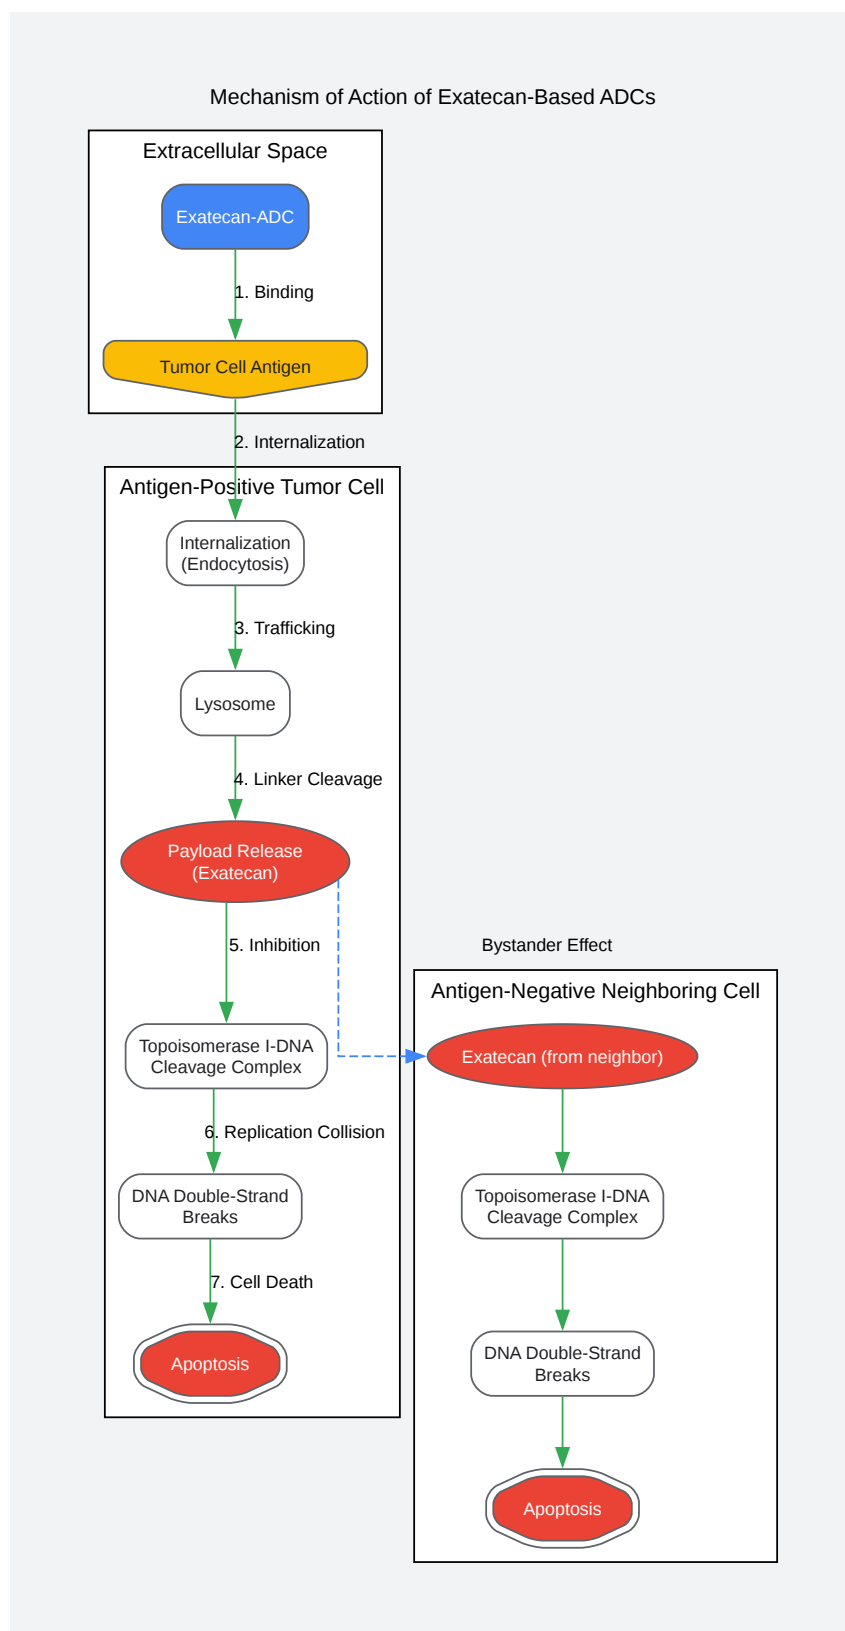 Mechanism of Action of Exatecan-Based ADCs
Extracellular Space
Exatecan-ADC
1. Binding
Tumor Cell Antigen
2. Internalization
Antigen-Positive Tumor Cell
Internalization
(Endocytosis)
3. Trafficking
Lysosome
4. Linker Cleavage
Payload Release
(Exatecan)
5. Inhibition
Topoisomerase I-DNA
Cleavage Complex
6. Replication Collision
DNA Double-Strand
Breaks
7. Cell Death
Apoptosis
Bystander Effect
Antigen-Negative Neighboring Cell
Exatecan (from neighbor)
Topoisomerase I-DNA
Cleavage Complex
DNA Double-Strand
Breaks
Apoptosis